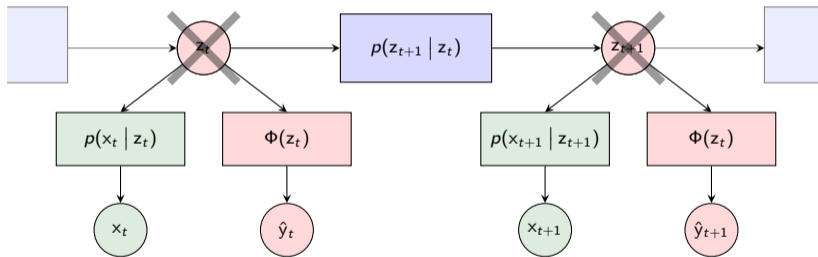 z_t
p(z_{t+1} | z_t)
z_{t+1}
p(x_t | z_t)
Φ(z_t)
p(x_{t+1} | z_{t+1})
Φ(z_t)
x_t
ŷ_t
x_{t+1}
ŷ_{t+1}